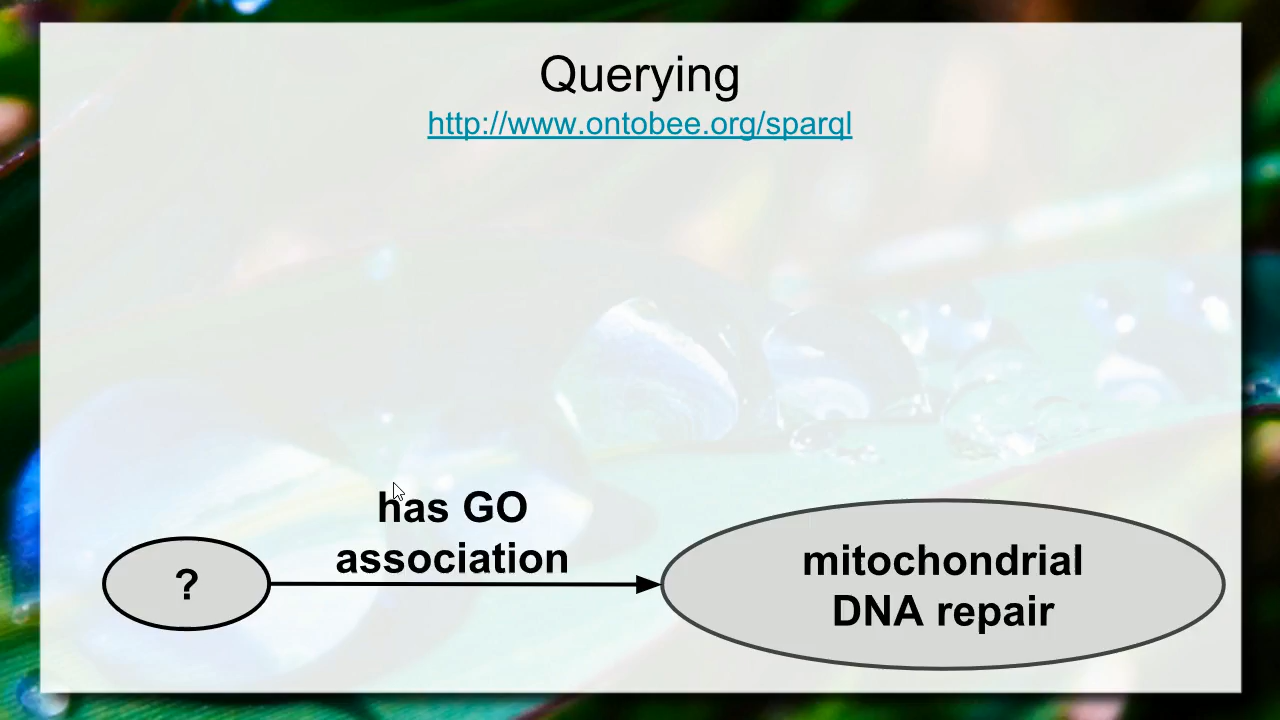 Querying
http://www.ontobee.org/sparql
has GO
association
?
mitochondrial
DNA repair